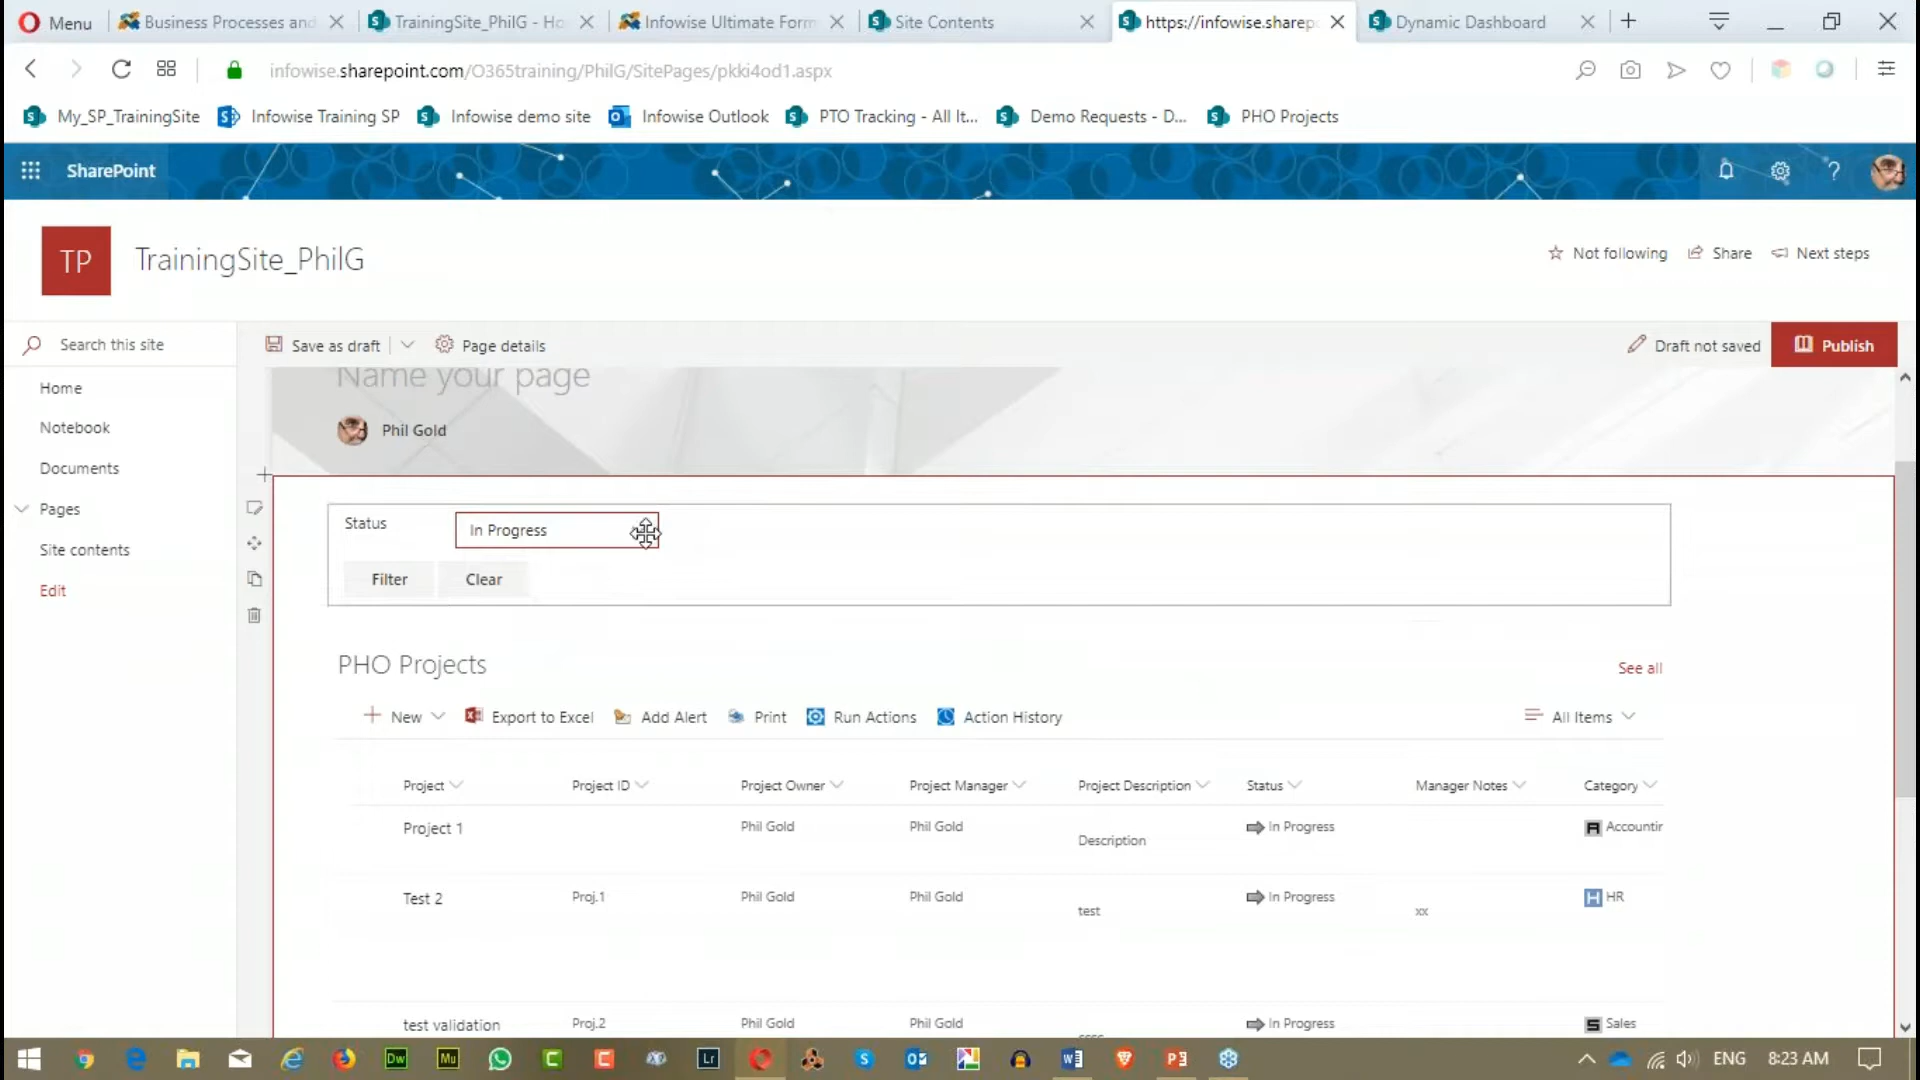 Menu Business Processes and TrainingSite_PhilG - Ho Infowise Ultimate Form Site Contents https://infowise.sharep Dynamic Dashboard
infowise.sharepoint.com/O365training/PhilG/SitePages/pkki4od1.aspx
My_SP_TrainingSite Infowise Training SP Infowise demo site Infowise Outlook PTO Tracking - All It... Demo Requests - D... PHO Projects
SharePoint
TP TrainingSite_PhilG Not following Share Next steps
Search this site Save as draft Page details Draft not saved Publish
Name your page
Home
Phil Gold
Notebook
Documents
Pages
Site contents
Edit
Status In Progress
Filter Clear
PHO Projects See all
New Export to Excel Add Alert Print Run Actions Action History All Items
Project Project ID Project Owner Project Manager Project Description Status Manager Notes Category
Project 1 Phil Gold Phil Gold Description In Progress A Accountin
Test 2 Proj.1 Phil Gold Phil Gold test In Progress xx H HR
test validation Proj.2 Phil Gold Phil Gold In Progress S Sales
Dw Mu Lr ENG 8:23 AM